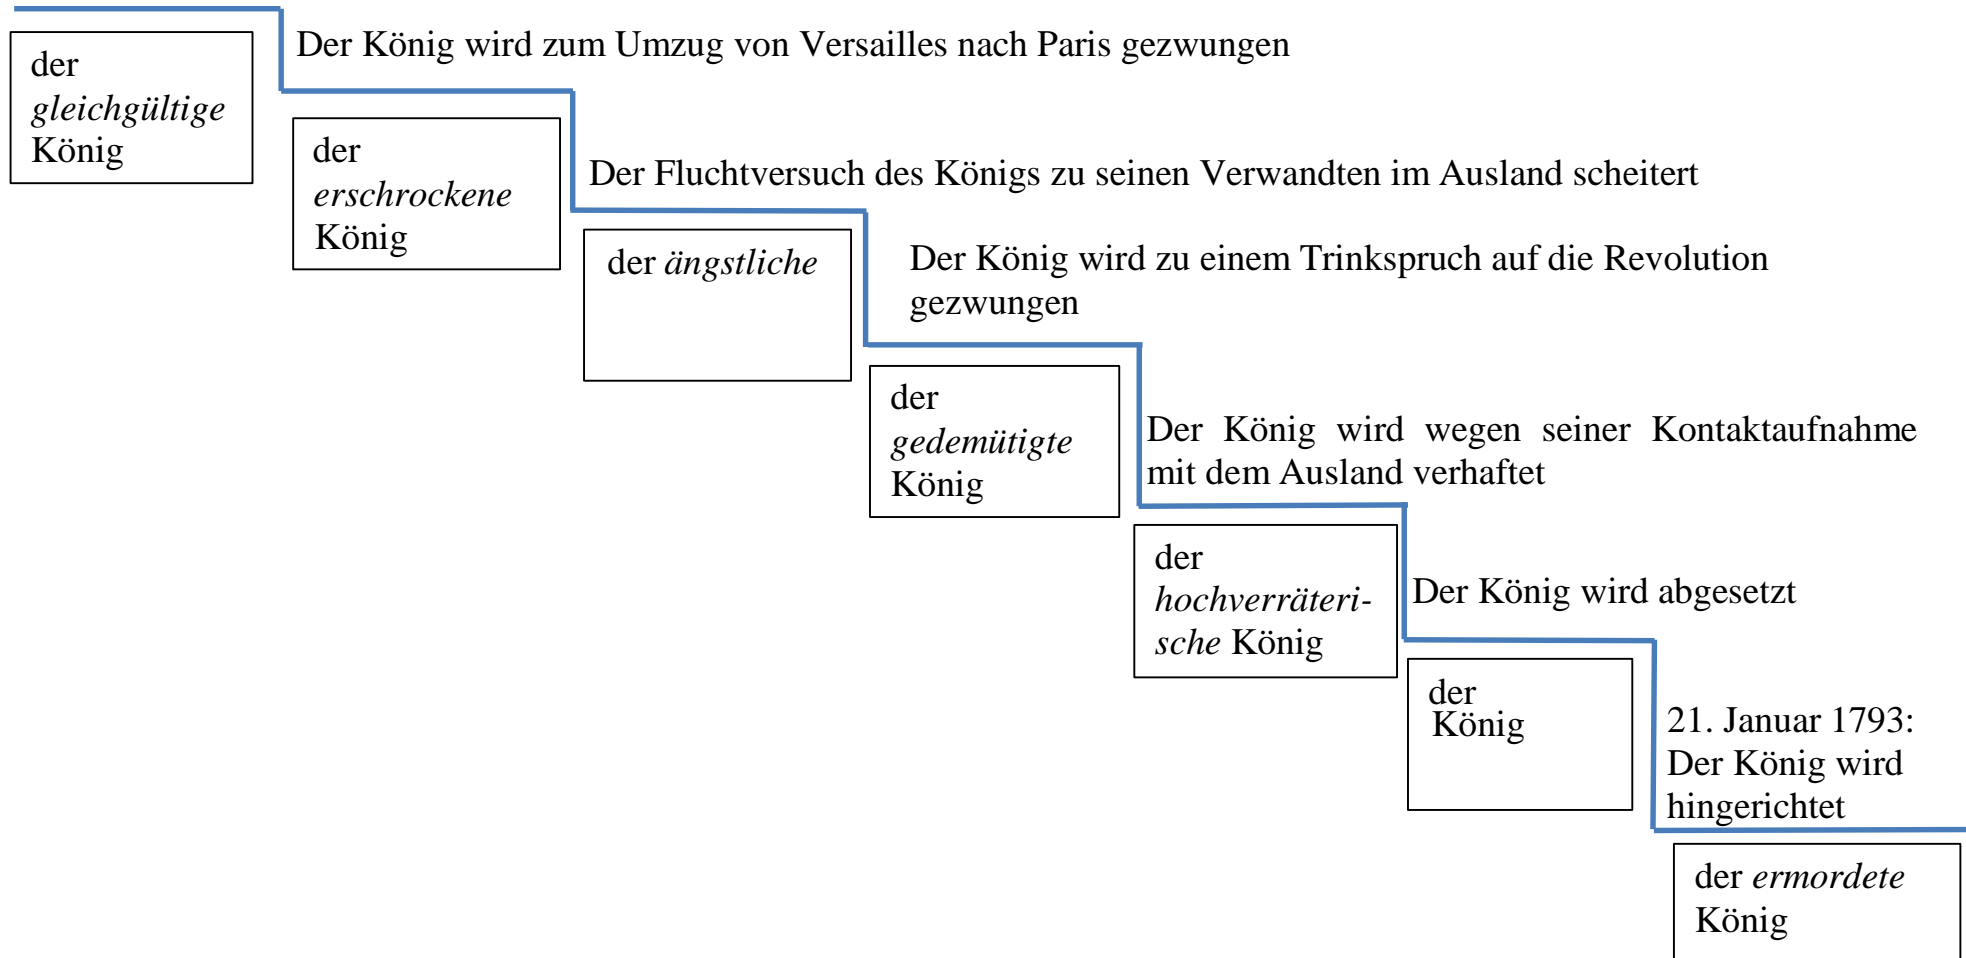 der
gleichgültige
König
Der König wird zum Umzug von Versailles nach Paris gezwungen
der
erschrockene
König
Der Fluchtversuch des Königs zu seinen Verwandten im Ausland scheitert
der ängstliche
Der König wird zu einem Trinkspruch auf die Revolution
gezwungen
der
gedemütigte
König
Der König wird wegen seiner Kontaktaufnahme
mit dem Ausland verhaftet
der
hochverräteri-
sche König
Der König wird abgesetzt
der
König
21. Januar 1793:
Der König wird
hingerichtet
der ermordete
König